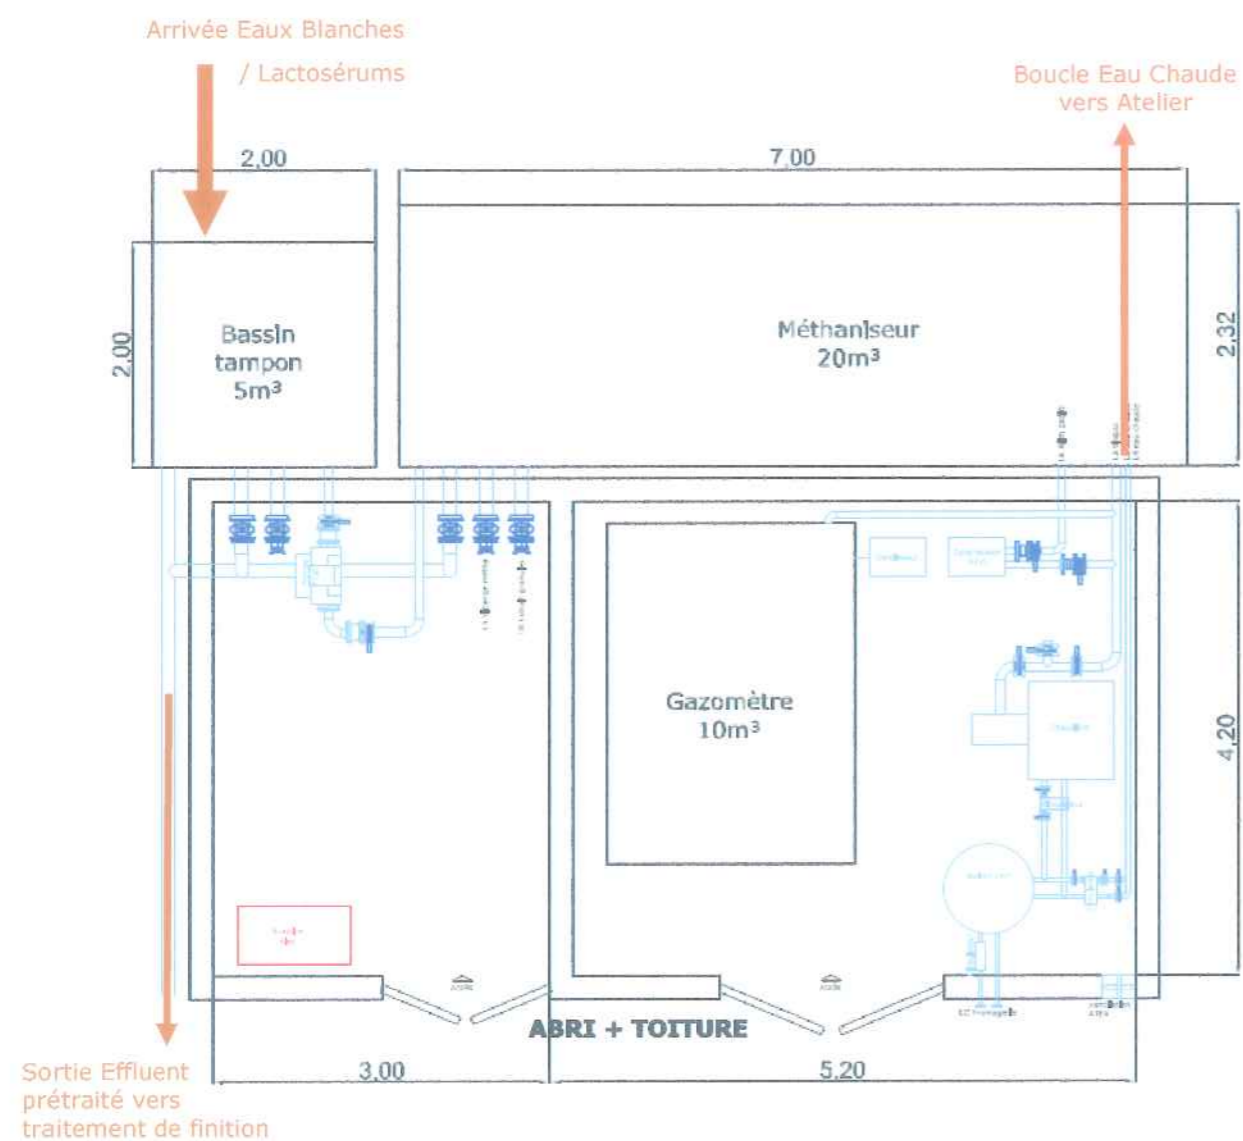 Arrivée Eaux Blanches
/ Lactosérums
Boucle Eau Chaude
vers Atelier
2,00
7,00
2,00
Bassin
tampon
5m³
Méthaniseur
20m³
2,32
Gazomètre
10m³
4,20
ABRI + TOITURE
3,00
5,20
Sortie Effluent
prétraité vers
traitement de finition